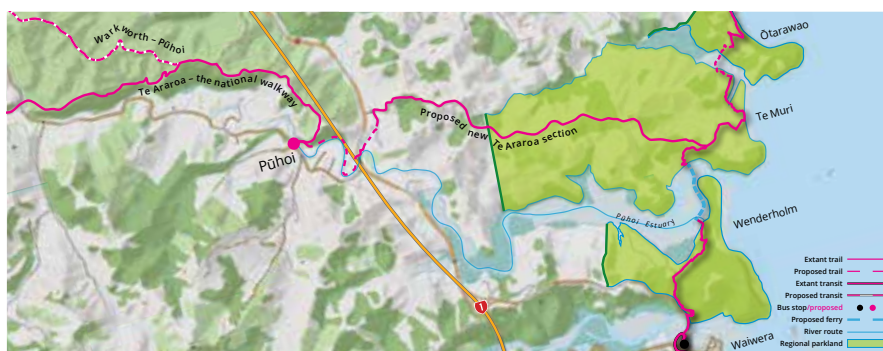 Warkworth – Pūhoi
Te Araroa – the national walkway
Pūhoi
Proposed new Te Araroa section
Ōtarawao
Te Muri
Pūhoi Estuary
Wenderholm
1
Waiwera
Extant trail
Proposed trail
Extant transit
Proposed transit
Bus stop/proposed
Proposed ferry
River route
Regional parkland